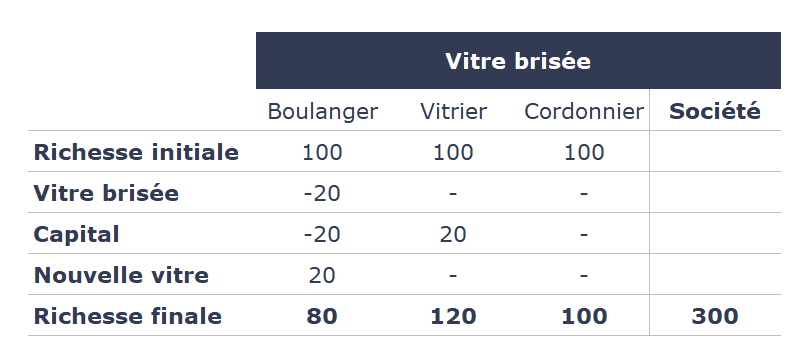 Vitre brisée
Boulanger Vitrier Cordonnier Société
Richesse initiale 100 100 100
Vitre brisée -20 - -
Capital -20 20 -
Nouvelle vitre 20 - -
Richesse finale 80 120 100 300